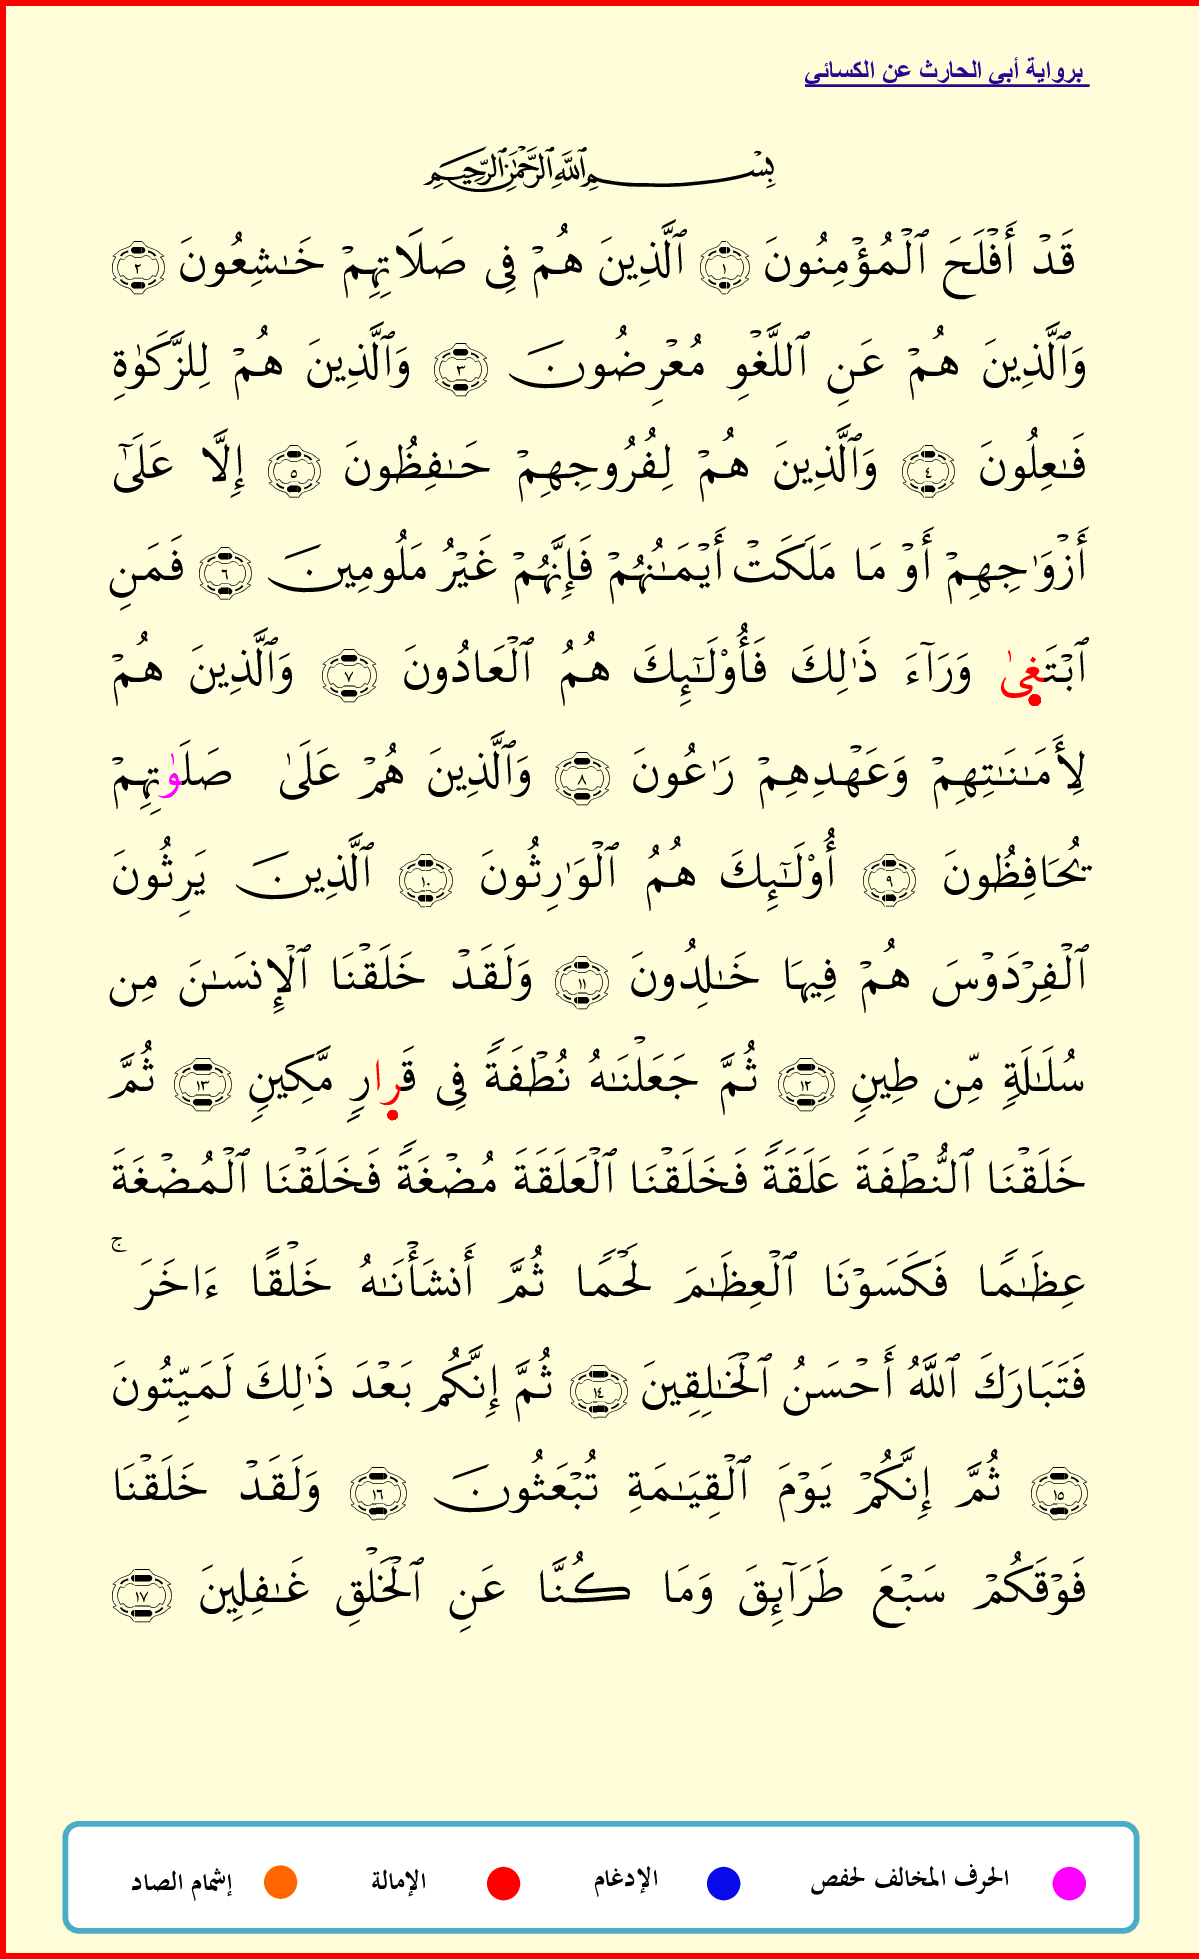 برواية أبي الحارث عن الكسائي
بِسْمِ ٱللَّهِ ٱلرَّحْمَٰنِ ٱلرَّحِيمِ
قَدْ أَفْلَحَ ٱلْمُؤْمِنُونَ ١ ٱلَّذِينَ هُمْ فِى صَلَاتِهِمْ خَـٰشِعُونَ ٢
وَٱلَّذِينَ هُمْ عَنِ ٱللَّغْوِ مُعْرِضُونَ ٣ وَٱلَّذِينَ هُمْ لِلزَّكَوٰةِ
فَـٰعِلُونَ ٤ وَٱلَّذِينَ هُمْ لِفُرُوجِهِمْ حَـٰفِظُونَ ٥ إِلَّا عَلَىٰٓ
أَزْوَٰجِهِمْ أَوْ مَا مَلَكَتْ أَيْمَـٰنُهُمْ فَإِنَّهُمْ غَيْرُ مَلُومِينَ ٦ فَمَنِ
ٱبْتَغِىٰ وَرَآءَ ذَٰلِكَ فَأُوْلَـٰٓئِكَ هُمُ ٱلْعَادُونَ ٧ وَٱلَّذِينَ هُمْ
لِأَمَـٰنَـٰتِهِمْ وَعَهْدِهِمْ رَٰعُونَ ٨ وَٱلَّذِينَ هُمْ عَلَىٰ صَلَوٰتِهِمْ
يُحَافِظُونَ ٩ أُوْلَـٰٓئِكَ هُمُ ٱلْوَٰرِثُونَ ١٠ ٱلَّذِينَ يَرِثُونَ
ٱلْفِرْدَوْسَ هُمْ فِيهَا خَـٰلِدُونَ ١١ وَلَقَدْ خَلَقْنَا ٱلْإِنسَـٰنَ مِن
سُلَـٰلَةٍ مِّن طِينٍ ١٢ ثُمَّ جَعَلْنَـٰهُ نُطْفَةً فِى قَرِارٍ مَّكِينٍ ١٣ ثُمَّ
خَلَقْنَا ٱلنُّطْفَةَ عَلَقَةً فَخَلَقْنَا ٱلْعَلَقَةَ مُضْغَةً فَخَلَقْنَا ٱلْمُضْغَةَ
عِظَـٰمًا فَكَسَوْنَا ٱلْعِظَـٰمَ لَحْمًا ثُمَّ أَنشَأْنَـٰهُ خَلْقًا ءَاخَرَ ۚ
فَتَبَارَكَ ٱللَّهُ أَحْسَنُ ٱلْخَـٰلِقِينَ ١٤ ثُمَّ إِنَّكُم بَعْدَ ذَٰلِكَ لَمَيِّتُونَ
١٥ ثُمَّ إِنَّكُمْ يَوْمَ ٱلْقِيَـٰمَةِ تُبْعَثُونَ ١٦ وَلَقَدْ خَلَقْنَا
فَوْقَكُمْ سَبْعَ طَرَآئِقَ وَمَا كُنَّا عَنِ ٱلْخَلْقِ غَـٰفِلِينَ ١٧
الحرف المخالف لحفص الإدغام الإمالة إشمام الصاد